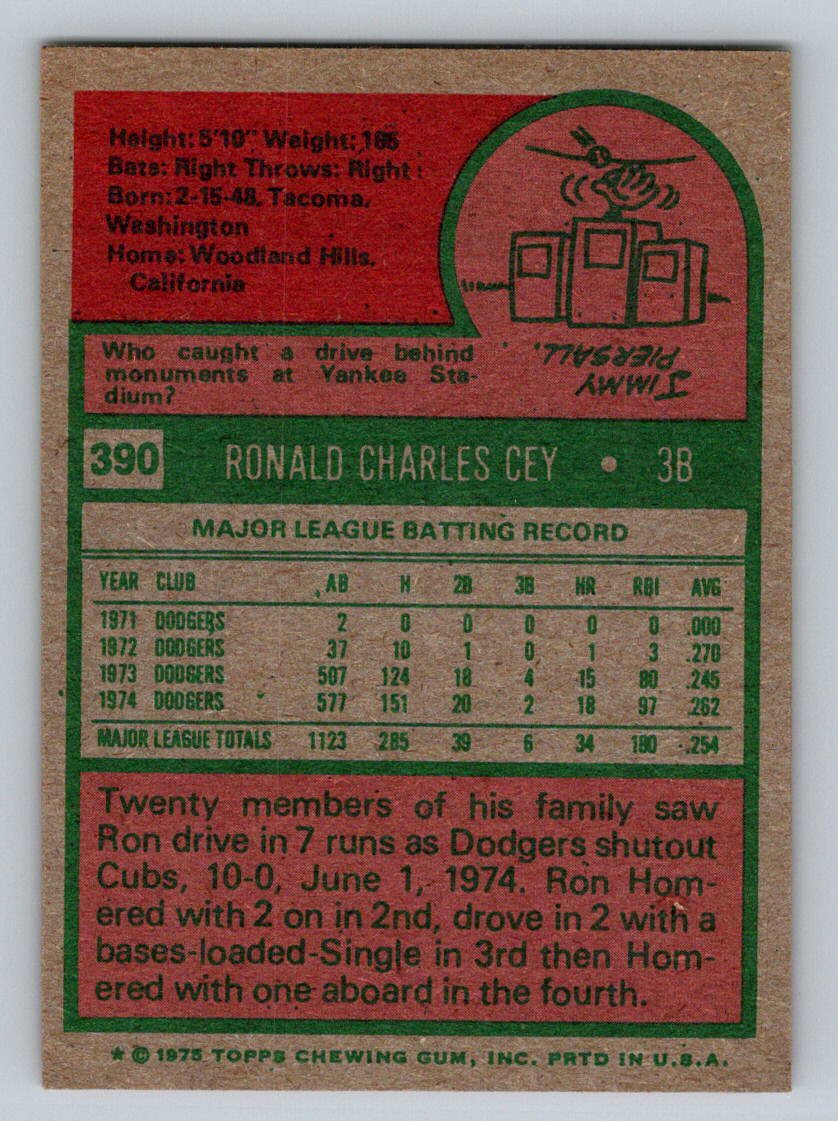 Height: 5'10" Weight: 185
Bats: Right Throws: Right
Born: 2-15-48, Tacoma,
Washington
Home: Woodland Hills,
California
Who caught a drive behind
monuments at Yankee Sta-
dium?
JIMMY
PIERSALL.
390 RONALD CHARLES CEY • 3B
MAJOR LEAGUE BATTING RECORD
YEAR CLUB AB H 2B 3B HR RBI AVG
1971 DODGERS 2 0 0 0 0 0 .000
1972 DODGERS 37 10 1 0 1 3 .270
1973 DODGERS 507 124 18 4 15 80 .245
1974 DODGERS 577 151 20 2 18 97 .262
MAJOR LEAGUE TOTALS 1123 285 39 6 34 180 .254
Twenty members of his family saw
Ron drive in 7 runs as Dodgers shutout
Cubs, 10-0, June 1, 1974. Ron Hom-
ered with 2 on in 2nd, drove in 2 with a
bases-loaded-Single in 3rd then Hom-
ered with one aboard in the fourth.
* © 1975 TOPPS CHEWING GUM, INC. PRTD IN U.S.A.